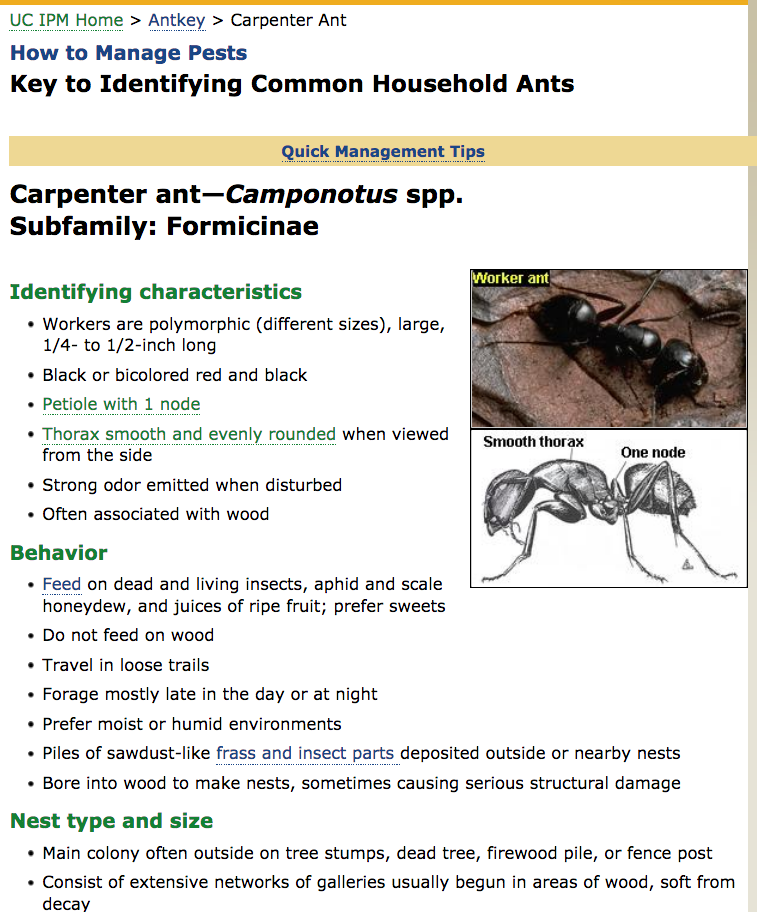 UC IPM Home > Antkey > Carpenter Ant
How to Manage Pests
Key to Identifying Common Household Ants
Quick Management Tips
Carpenter ant—Camponotus spp.
Subfamily: Formicinae
Identifying characteristics
• Workers are polymorphic (different sizes), large,
1/4- to 1/2-inch long
• Black or bicolored red and black
• Petiole with 1 node
• Thorax smooth and evenly rounded when viewed
from the side
• Strong odor emitted when disturbed
• Often associated with wood
Worker ant
Smooth thorax
One node
Behavior
• Feed on dead and living insects, aphid and scale
honeydew, and juices of ripe fruit; prefer sweets
• Do not feed on wood
• Travel in loose trails
• Forage mostly late in the day or at night
• Prefer moist or humid environments
• Piles of sawdust-like frass and insect parts deposited outside or nearby nests
• Bore into wood to make nests, sometimes causing serious structural damage
Nest type and size
• Main colony often outside on tree stumps, dead tree, firewood pile, or fence post
• Consist of extensive networks of galleries usually begun in areas of wood, soft from
decay